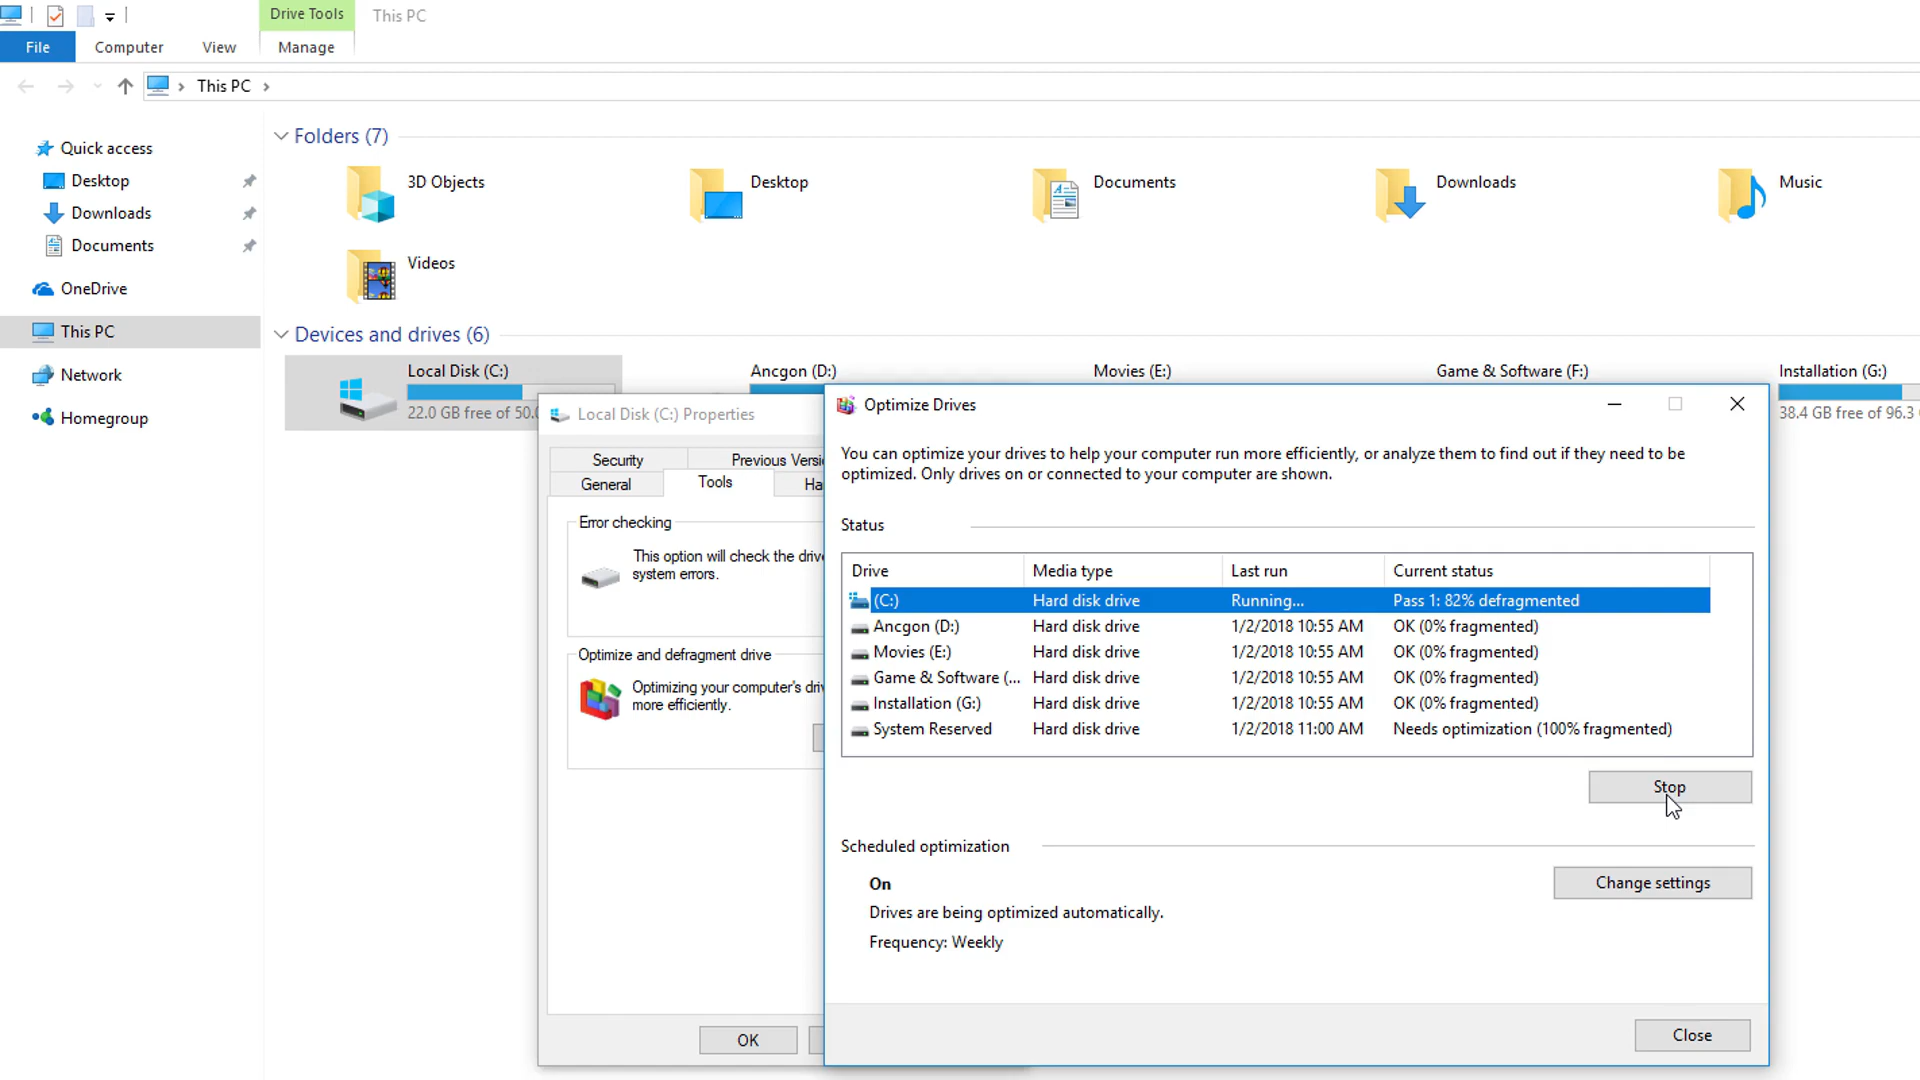 Drive Tools
This PC
File
Computer
View
Manage
This PC
Quick access
Desktop
Downloads
Documents
OneDrive
This PC
Network
Homegroup
Folders (7)
3D Objects
Desktop
Documents
Downloads
Music
Videos
Devices and drives (6)
Local Disk (C:)
22.0 GB free of 50.0
Ancgon (D:)
Movies (E:)
Game & Software (F:)
Installation (G:)
38.4 GB free of 96.3
Local Disk (C:) Properties
Security
Previous Versi
General
Tools
Ha
Error checking
This option will check the drive
system errors.
Optimize and defragment drive
Optimizing your computer's driv
more efficiently.
OK
Optimize Drives
You can optimize your drives to help your computer run more efficiently, or analyze them to find out if they need to be
optimized. Only drives on or connected to your computer are shown.
Status
Drive Media type Last run Current status
(C:) Hard disk drive Running... Pass 1: 82% defragmented
Ancgon (D:) Hard disk drive 1/2/2018 10:55 AM OK (0% fragmented)
Movies (E:) Hard disk drive 1/2/2018 10:55 AM OK (0% fragmented)
Game & Software (... Hard disk drive 1/2/2018 10:55 AM OK (0% fragmented)
Installation (G:) Hard disk drive 1/2/2018 10:55 AM OK (0% fragmented)
System Reserved Hard disk drive 1/2/2018 11:00 AM Needs optimization (100% fragmented)
Stop
Scheduled optimization
On
Change settings
Drives are being optimized automatically.
Frequency: Weekly
Close